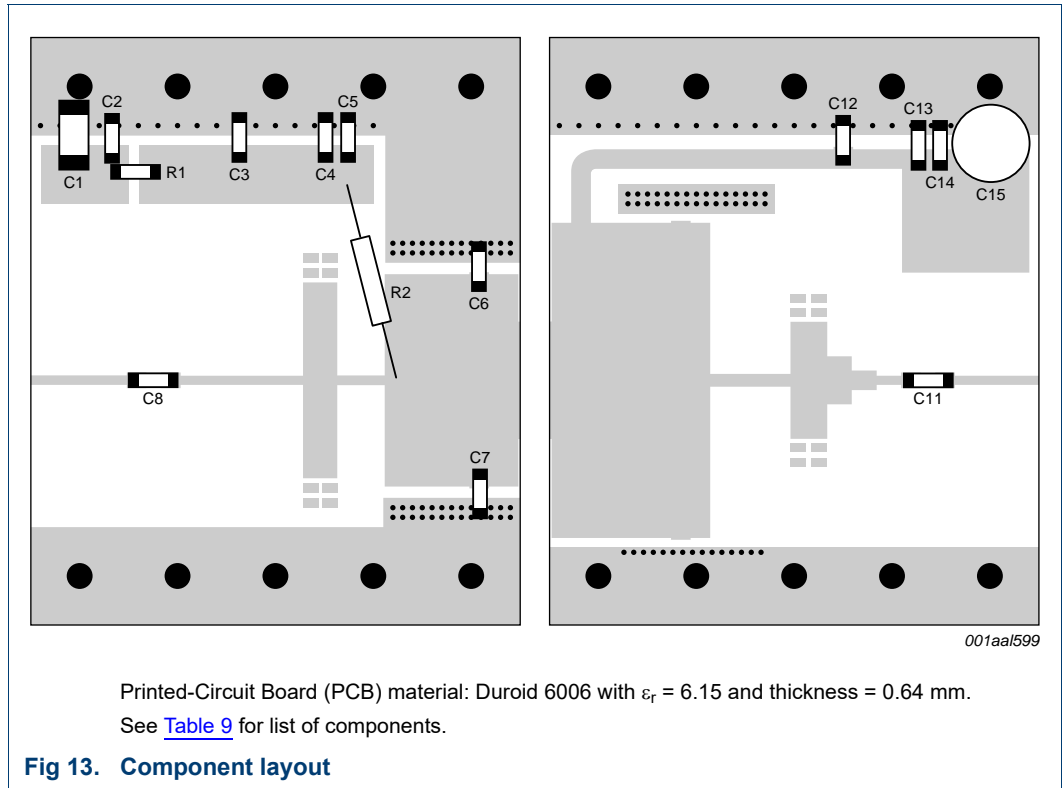 C1
C2
R1
C3
C4
C5
R2
C6
C7
C8
C12
C13
C14
C15
C11
001aal599
Printed-Circuit Board (PCB) material: Duroid 6006 with εr = 6.15 and thickness = 0.64 mm.
See Table 9 for list of components.
Fig 13. Component layout